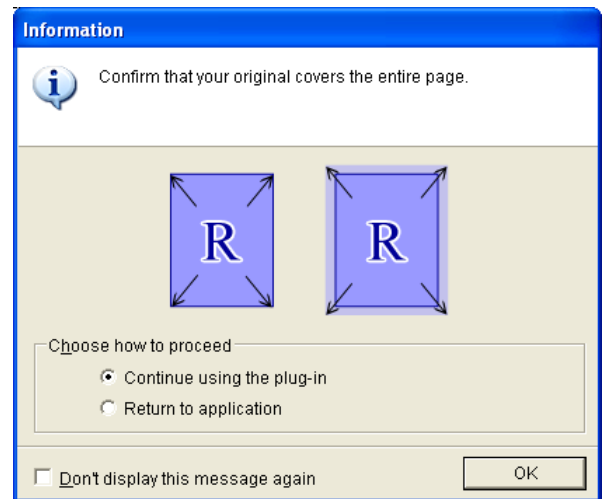 Information
Confirm that your original covers the entire page.
R R
Choose how to proceed
Continue using the plug-in
Return to application
Don't display this message again
OK